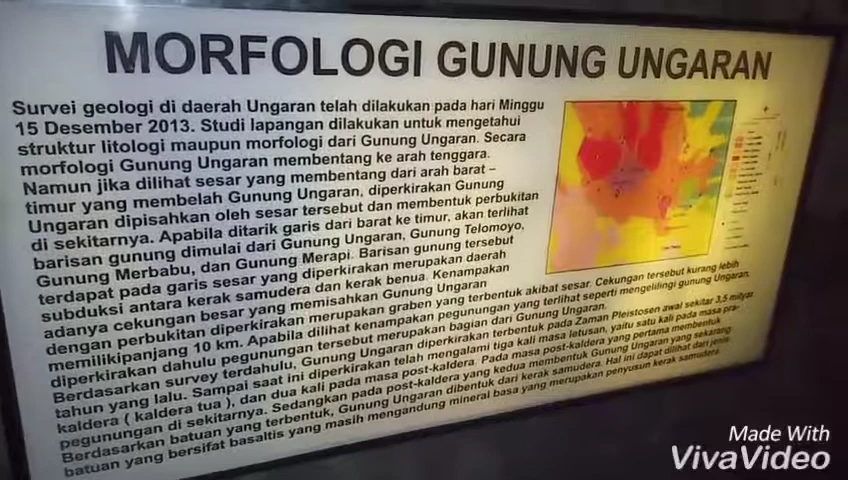 MORFOLOGI GUNUNG UNGARAN
Survei geologi di daerah Ungaran telah dilakukan pada hari Minggu
15 Desember 2013. Studi lapangan dilakukan untuk mengetahui
struktur litologi maupun morfologi dari Gunung Ungaran. Secara
morfologi Gunung Ungaran membentang ke arah tenggara.
Namun jika dilihat sesar yang membentang dari arah barat –
timur yang membelah Gunung Ungaran, diperkirakan Gunung
Ungaran dipisahkan oleh sesar tersebut dan membentuk perbukitan
di sekitarnya. Apabila ditarik garis dari barat ke timur, akan terlihat
barisan gunung dimulai dari Gunung Ungaran, Gunung Telomoyo,
Gunung Merbabu, dan Gunung Merapi. Barisan gunung tersebut
terdapat pada garis sesar yang diperkirakan merupakan daerah
subduksi antara kerak samudera dan kerak benua. Kenampakan
adanya cekungan besar yang memisahkan Gunung Ungaran
dengan perbukitan diperkirakan merupakan graben yang terbentuk akibat sesar. Cekungan tersebut kurang lebih
memilikipanjang 10 km. Apabila dilihat kenampakan pegunungan yang terlihat seperti mengelilingi gunung Ungaran,
diperkirakan dahulu pegunungan tersebut merupakan bagian dari Gunung Ungaran.
Berdasarkan survey terdahulu, Gunung Ungaran diperkirakan terbentuk pada Zaman Pleistosen awal sekitar 3,5 milyar
tahun yang lalu. Sampai saat ini diperkirakan telah mengalami tiga kali masa letusan, yaitu satu kali pada masa pra-
kaldera ( kaldera tua ), dan dua kali pada masa post-kaldera. Pada masa post-kaldera yang pertama membentuk
pegunungan di sekitarnya. Sedangkan pada post-kaldera yang kedua membentuk Gunung Ungaran yang sekarang
Berdasarkan batuan yang terbentuk, Gunung Ungaran dibentuk dari kerak samudera. Hal ini dapat dilihat dari jenis
batuan yang bersifat basaltis yang masih mengandung mineral basa yang merupakan penyusun kerak samudera
Made With
VivaVideo